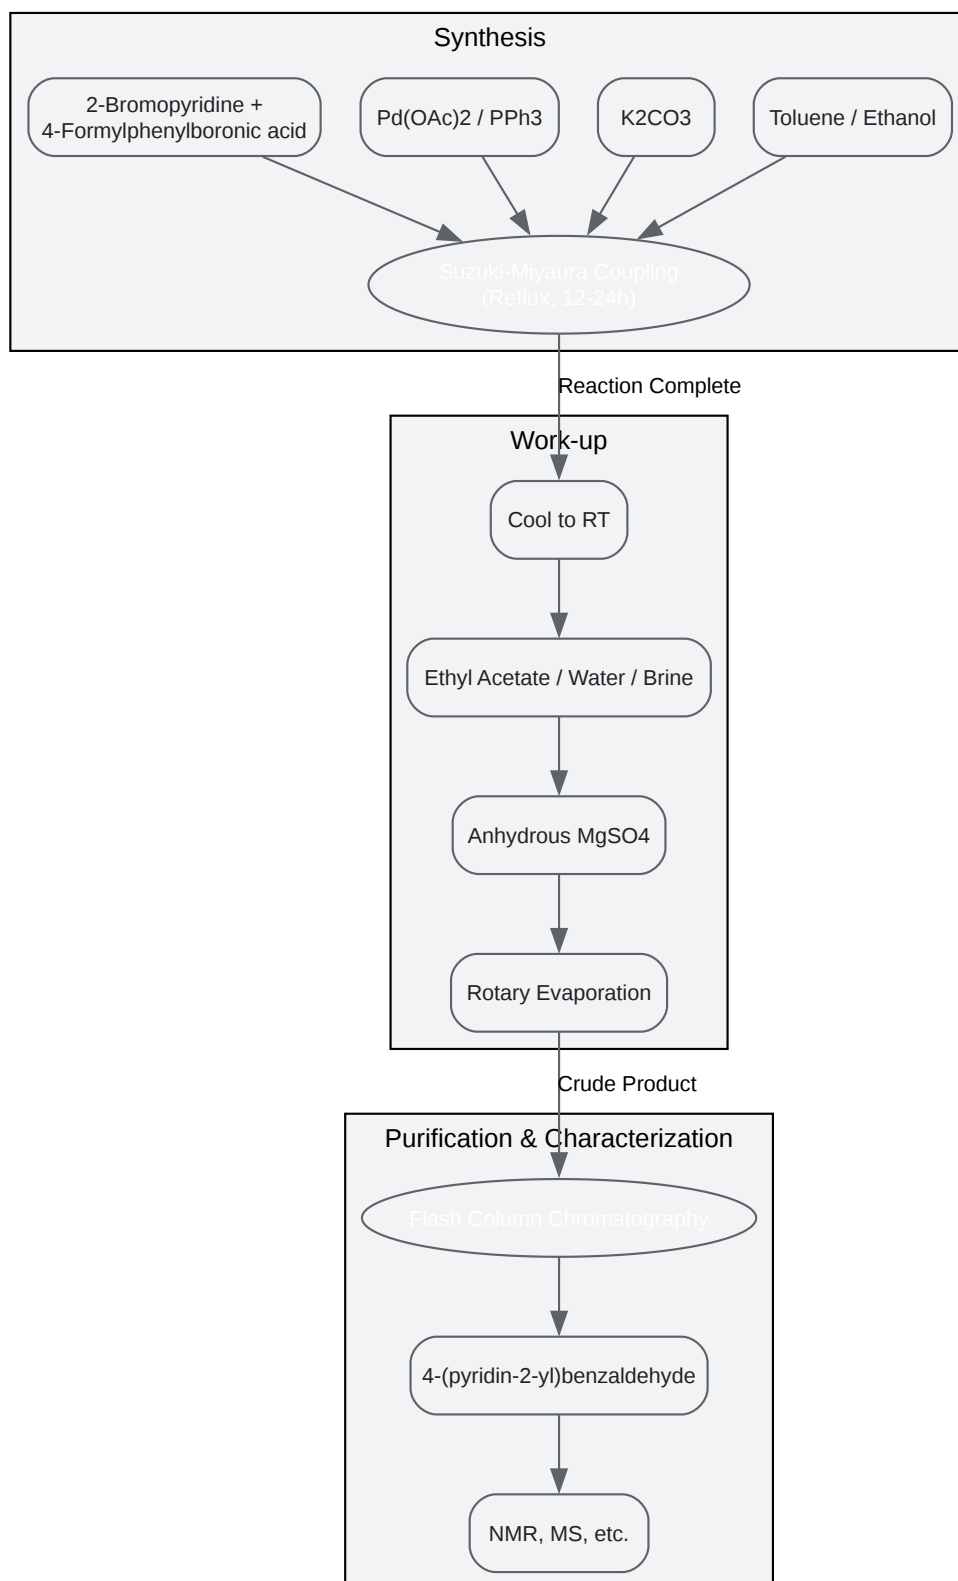 Synthesis
2-Bromopyridine +
4-Formylphenylboronic acid
Pd(OAc)2 / PPh3
K2CO3
Toluene / Ethanol
Suzuki-Miyaura Coupling
(Reflux, 12-24h)
Reaction Complete
Work-up
Cool to RT
Ethyl Acetate / Water / Brine
Anhydrous MgSO4
Rotary Evaporation
Crude Product
Purification & Characterization
Flash Column Chromatography
4-(pyridin-2-yl)benzaldehyde
NMR, MS, etc.